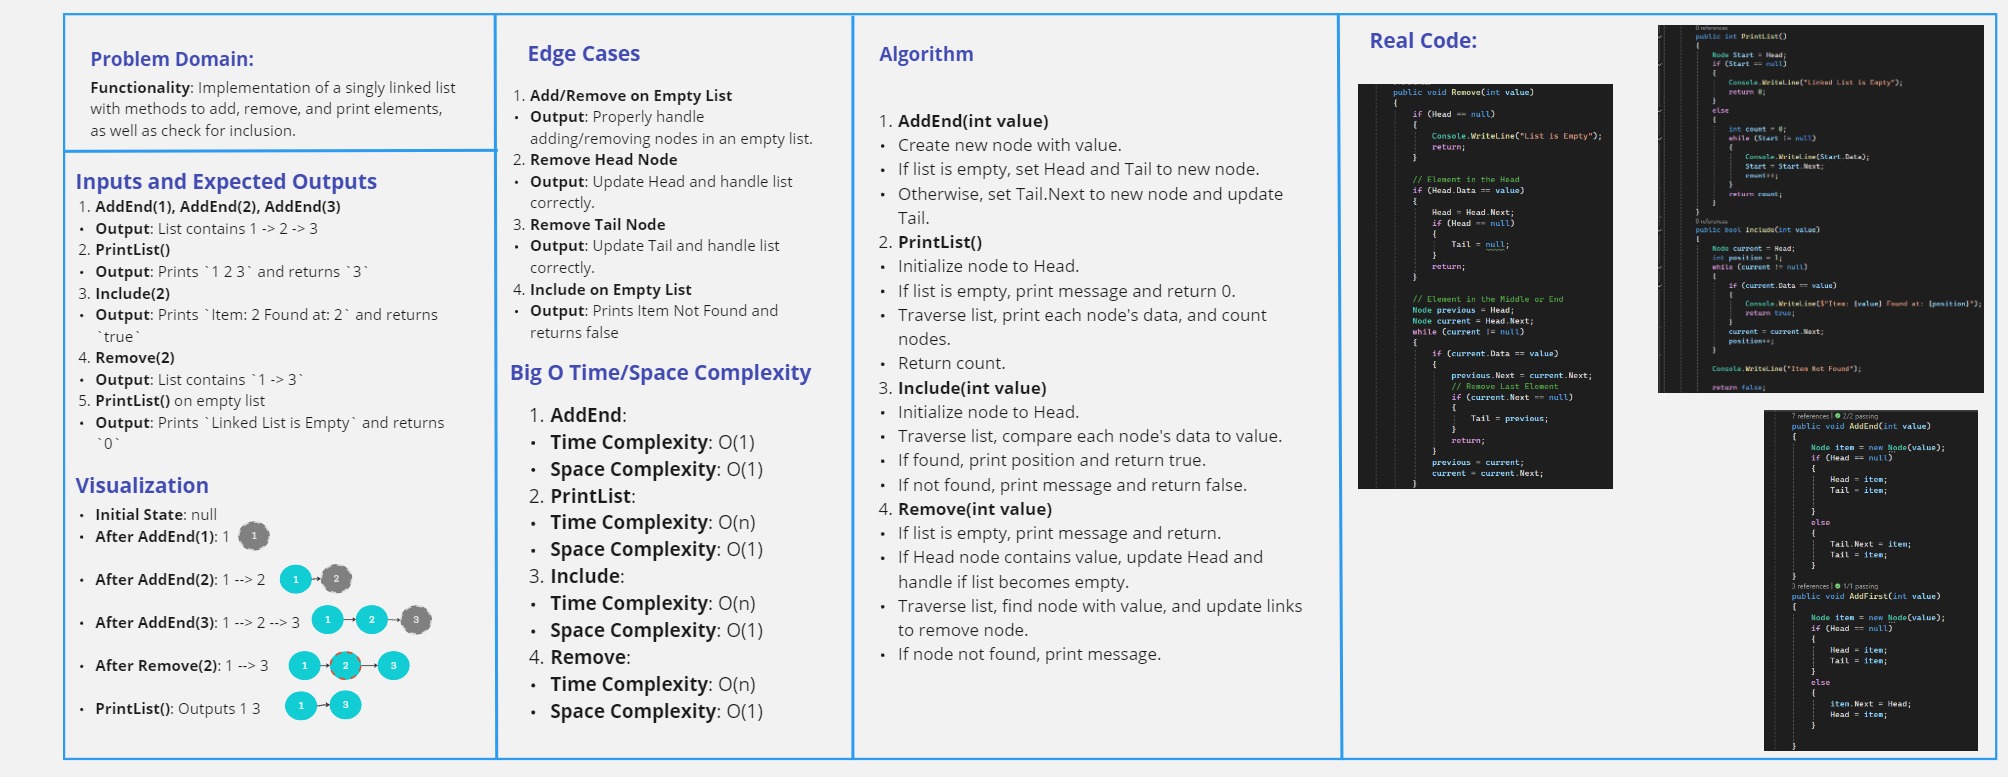 Problem Domain:
Functionality: Implementation of a singly linked list
with methods to add, remove, and print elements,
as well as check for inclusion.
Inputs and Expected Outputs
1. AddEnd(1), AddEnd(2), AddEnd(3)
• Output: List contains 1 -> 2 -> 3
2. PrintList()
• Output: Prints `1 2 3` and returns `3`
3. Include(2)
• Output: Prints `Item: 2 Found at: 2` and returns
`true`
4. Remove(2)
• Output: List contains `1 -> 3`
5. PrintList() on empty list
• Output: Prints `Linked List is Empty` and returns
`0`
Visualization
• Initial State: null
• After AddEnd(1): 1
1
• After AddEnd(2): 1 --> 2
1 2
• After AddEnd(3): 1 --> 2 --> 3
1 2 3
• After Remove(2): 1 --> 3
1 2 3
• PrintList(): Outputs 1 3
1 3
Edge Cases
1. Add/Remove on Empty List
• Output: Properly handle
adding/removing nodes in an empty list.
2. Remove Head Node
• Output: Update Head and handle list
correctly.
3. Remove Tail Node
• Output: Update Tail and handle list
correctly.
4. Include on Empty List
• Output: Prints Item Not Found and
returns false
Big O Time/Space Complexity
1. AddEnd:
• Time Complexity: O(1)
• Space Complexity: O(1)
2. PrintList:
• Time Complexity: O(n)
• Space Complexity: O(1)
3. Include:
• Time Complexity: O(n)
• Space Complexity: O(1)
4. Remove:
• Time Complexity: O(n)
• Space Complexity: O(1)
Algorithm
1. AddEnd(int value)
• Create new node with value.
• If list is empty, set Head and Tail to new node.
• Otherwise, set Tail.Next to new node and update
Tail.
2. PrintList()
• Initialize node to Head.
• If list is empty, print message and return 0.
• Traverse list, print each node's data, and count
nodes.
• Return count.
3. Include(int value)
• Initialize node to Head.
• Traverse list, compare each node's data to value.
• If found, print position and return true.
• If not found, print message and return false.
4. Remove(int value)
• If list is empty, print message and return.
• If Head node contains value, update Head and
handle if list becomes empty.
• Traverse list, find node with value, and update links
to remove node.
• If node not found, print message.
Real Code:
public void Remove(int value)
{
if (Head == null)
{
Console.WriteLine("List is Empty");
return;
}
// Element in the Head
if (Head.Data == value)
{
Head = Head.Next;
if (Head == null)
{
Tail = null;
}
return;
}
// Element in the Middle or End
Node previous = Head;
Node current = Head.Next;
while (current != null)
{
if (current.Data == value)
{
previous.Next = current.Next;
// Remove Last Element
if (current.Next == null)
{
Tail = previous;
}
return;
}
previous = current;
current = current.Next;
}
0 references
public int PrintList()
{
Node Start = Head;
if (Start == null)
{
Console.WriteLine("Linked List is Empty");
return 0;
}
else
{
int count = 0;
while (Start != null)
{
Console.WriteLine(Start.Data);
Start = Start.Next;
count++;
}
return count;
}
}
0 references
public bool Include(int value)
{
Node current = Head;
int position = 1;
while (current != null)
{
if (current.Data == value)
{
Console.WriteLine($"Item: {value} Found at: {position}");
return true;
}
current = current.Next;
position++;
}
Console.WriteLine("Item Not Found");
return false;
7 references | 2/2 passing
public void AddEnd(int value)
{
Node item = new Node(value);
if (Head == null)
{
Head = item;
Tail = item;
}
else
{
Tail.Next = item;
Tail = item;
}
}
3 references | 1/1 passing
public void AddFirst(int value)
{
Node item = new Node(value);
if (Head == null)
{
Head = item;
Tail = item;
}
else
{
item.Next = Head;
Head = item;
}
}